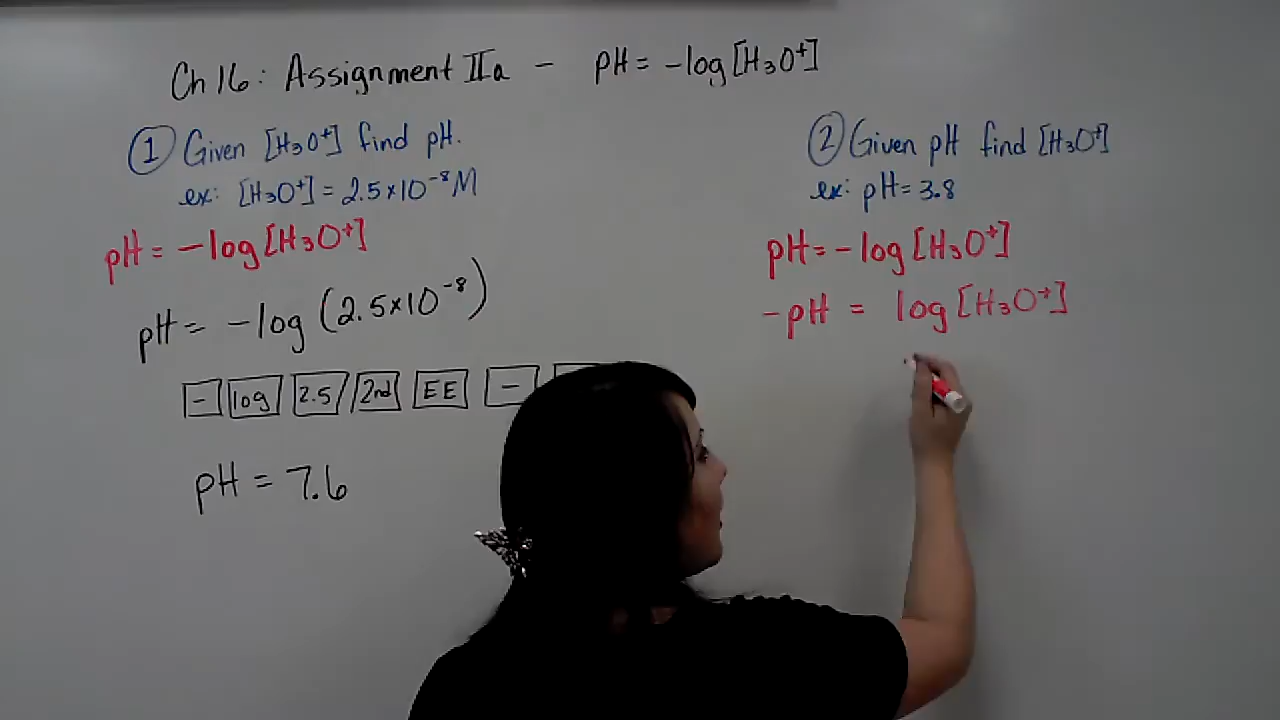 Ch 16: Assignment IIa - pH = -log[H₃O⁺]
① Given [H₃O⁺] find pH.
ex: [H₃O⁺] = 2.5×10⁻⁸M
pH = -log[H₃O⁺]
pH = -log(2.5×10⁻⁸)
- log 2.5 2nd EE -
pH = 7.6
② Given pH find [H₃O⁺]
ex: pH = 3.8
pH = -log[H₃O⁺]
-pH = log[H₃O⁺]